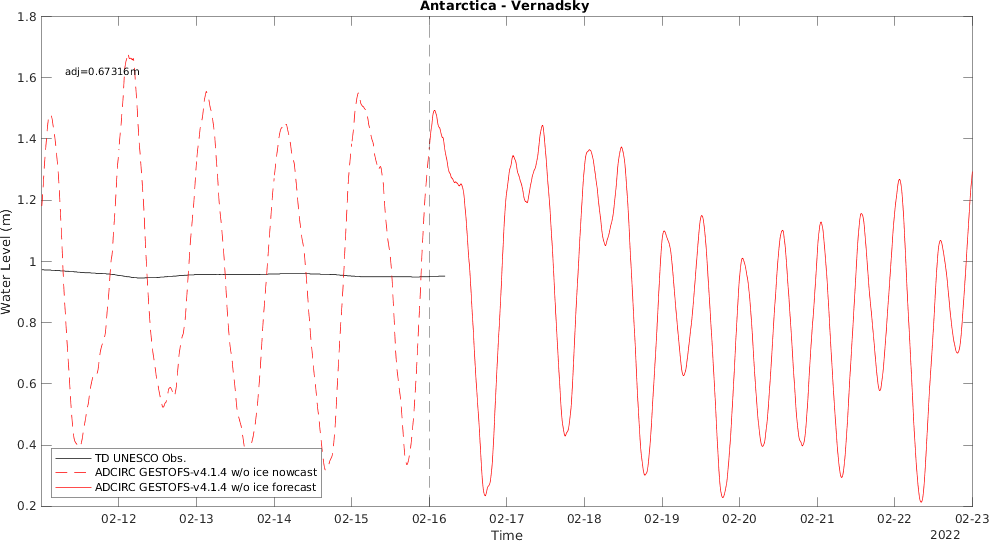 Antarctica - Vernadsky
1.8
1.6
1.4
1.2
1
0.8
0.6
0.4
0.2
Water Level (m)
adj=0.67316m
TD UNESCO Obs.
ADCIRC GESTOFS-v4.1.4 w/o ice nowcast
ADCIRC GESTOFS-v4.1.4 w/o ice forecast
02-12 02-13 02-14 02-15 02-16 02-17 02-18 02-19 02-20 02-21 02-22 02-23
Time
2022